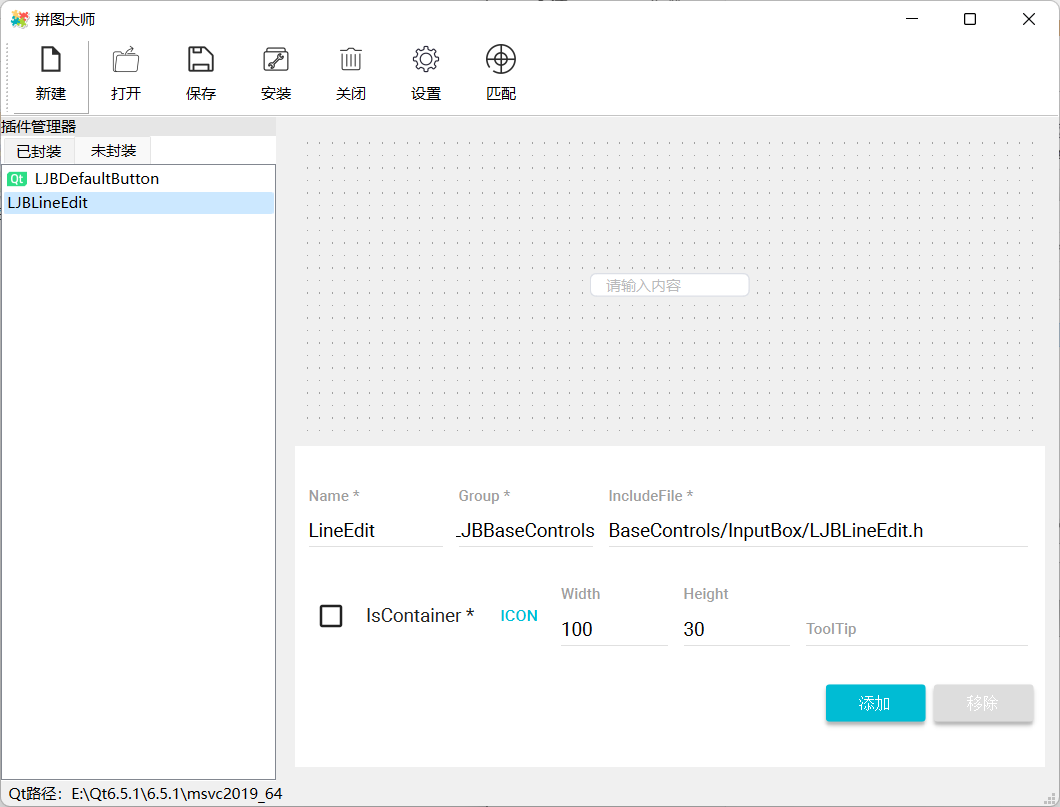 拼图大师
新建 打开 保存 安装 关闭 设置 匹配
插件管理器
已封装 未封装
Qt LJBDefaultButton
LJBLineEdit
请输入内容
Name * Group * IncludeFile *
LineEdit _JBBaseControls BaseControls/InputBox/LJBLineEdit.h
Width Height
IsContainer * ICON 100 30 ToolTip
添加 移除
Qt路径：E:\Qt6.5.1\6.5.1\msvc2019_64